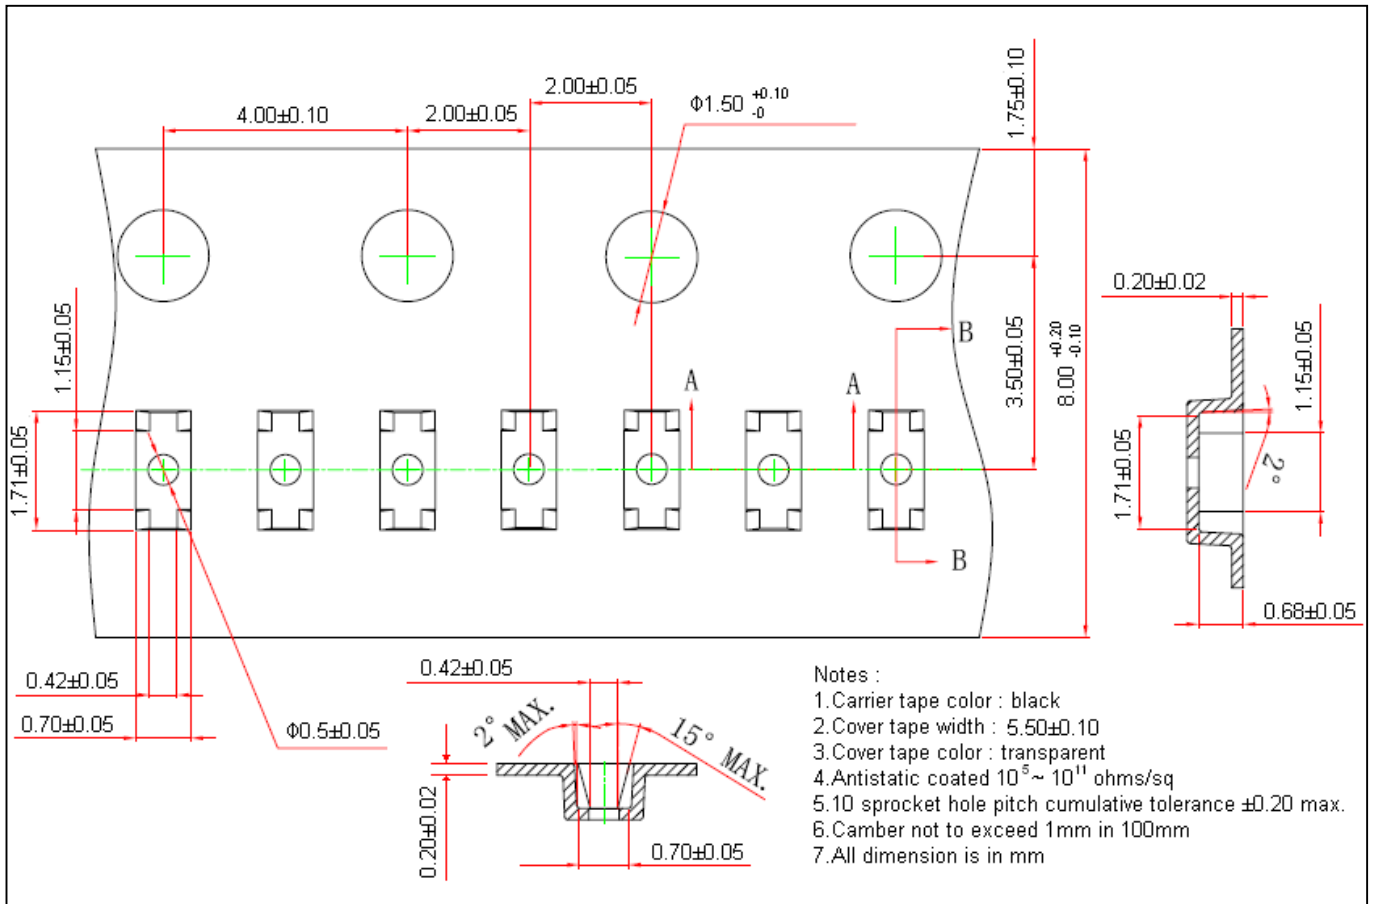 2.00±0.05
4.00±0.10
2.00±0.05
Φ1.50 +0.10 -0
1.75±0.10
1.15±0.05
1.71±0.05
A
A
B
B
3.50±0.05
8.00 +0.20 -0.10
0.20±0.02
1.15±0.05
1.71±0.05
2°
0.68±0.05
0.42±0.05
0.70±0.05
Φ0.5±0.05
0.42±0.05
2° MAX.
15° MAX.
0.20±0.02
0.70±0.05
Notes :
1.Carrier tape color : black
2.Cover tape width : 5.50±0.10
3.Cover tape color : transparent
4.Antistatic coated 10⁵~ 10¹¹ ohms/sq
5.10 sprocket hole pitch cumulative tolerance ±0.20 max.
6.Camber not to exceed 1mm in 100mm
7.All dimension is in mm